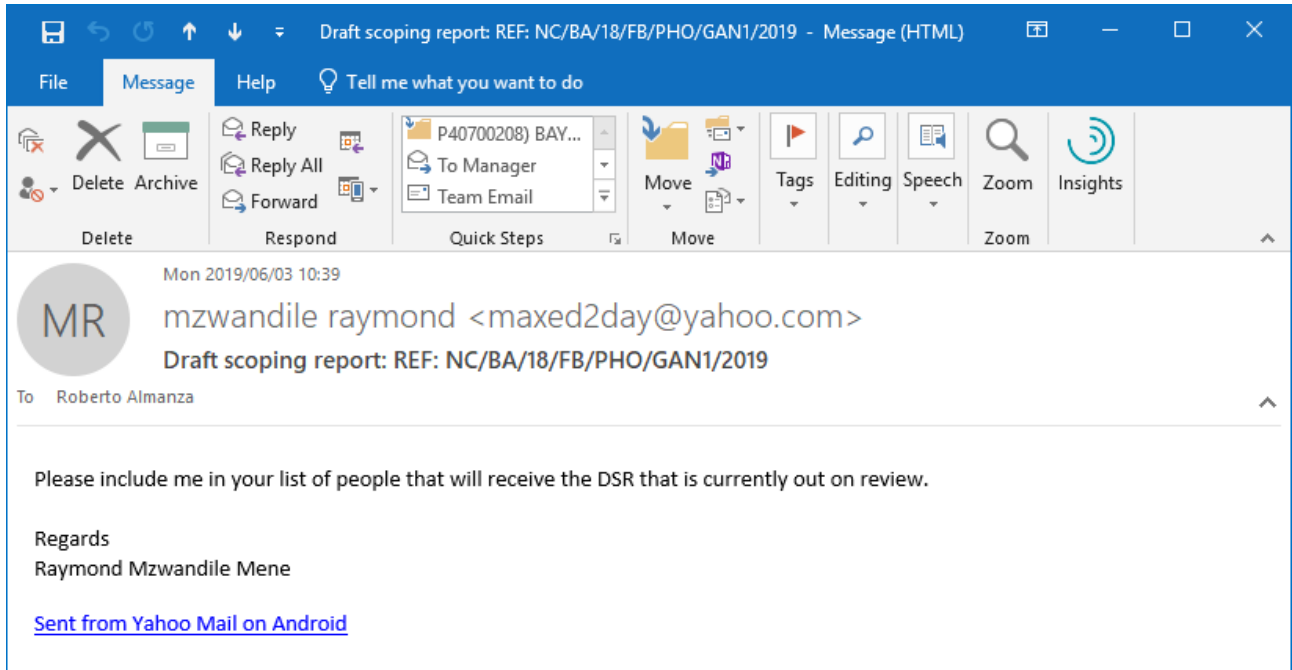 Draft scoping report: REF: NC/BA/18/FB/PHO/GAN1/2019 - Message (HTML)
File Message Help Tell me what you want to do
Delete Archive
Reply
Reply All
Forward
P40700208) BAY...
To Manager
Team Email
Move
Tags
Editing
Speech
Zoom
Insights
Delete Respond Quick Steps Move Zoom
Mon 2019/06/03 10:39
MR
mzwandile raymond <maxed2day@yahoo.com>
Draft scoping report: REF: NC/BA/18/FB/PHO/GAN1/2019
To Roberto Almanza
Please include me in your list of people that will receive the DSR that is currently out on review.
Regards
Raymond Mzwandile Mene
Sent from Yahoo Mail on Android